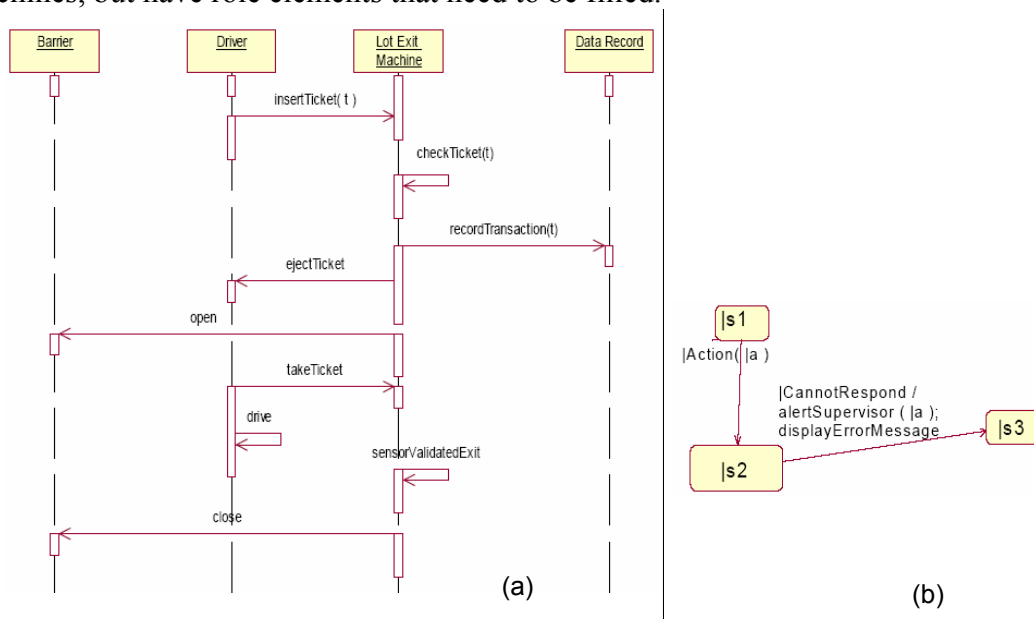 emmes, but have role elements that need to be filled.
Barrier
Driver
Lot Exit
Machine
Data Record
insertTicket( t )
checkTicket(t)
recordTransaction(t)
ejectTicket
open
takeTicket
drive
sensorValidatedExit
close
(a)
|s1
|Action( |a )
|CannotRespond /
alertSupervisor ( |a );
displayErrorMessage
|s3
|s2
(b)